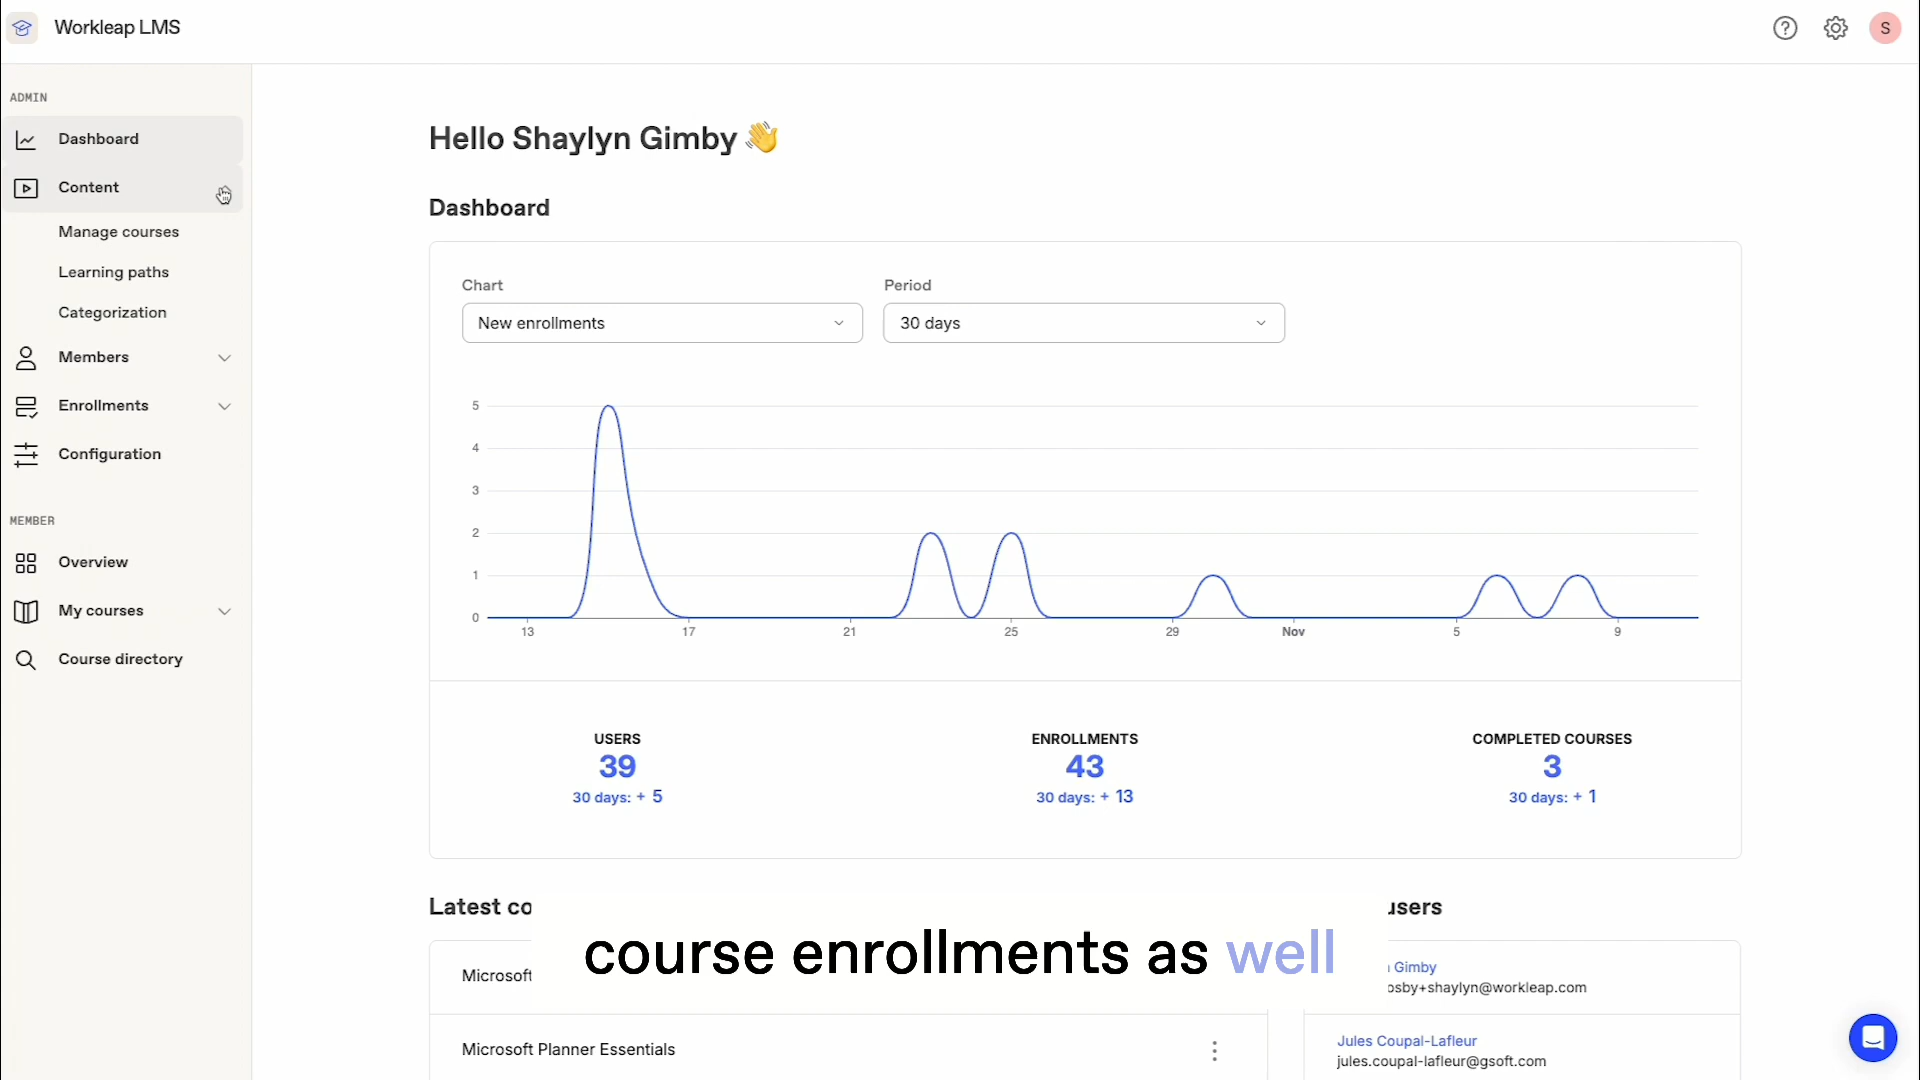 Workleap LMS
S
ADMIN
Dashboard
Content
Manage courses
Learning paths
Categorization
Members
Enrollments
Configuration
MEMBER
Overview
My courses
Course directory
Hello Shaylyn Gimby 👋
Dashboard
Chart
Period
New enrollments
30 days
5
4
3
2
1
0
13 17 21 25 29 Nov 5 9
USERS
39
30 days: + 5
ENROLLMENTS
43
30 days: + 13
COMPLETED COURSES
3
30 days: + 1
Latest co
users
course enrollments as well
Microsoft
Gimby
osby+shaylyn@workleap.com
Microsoft Planner Essentials
Jules Coupal-Lafleur
jules.coupal-lafleur@gsoft.com